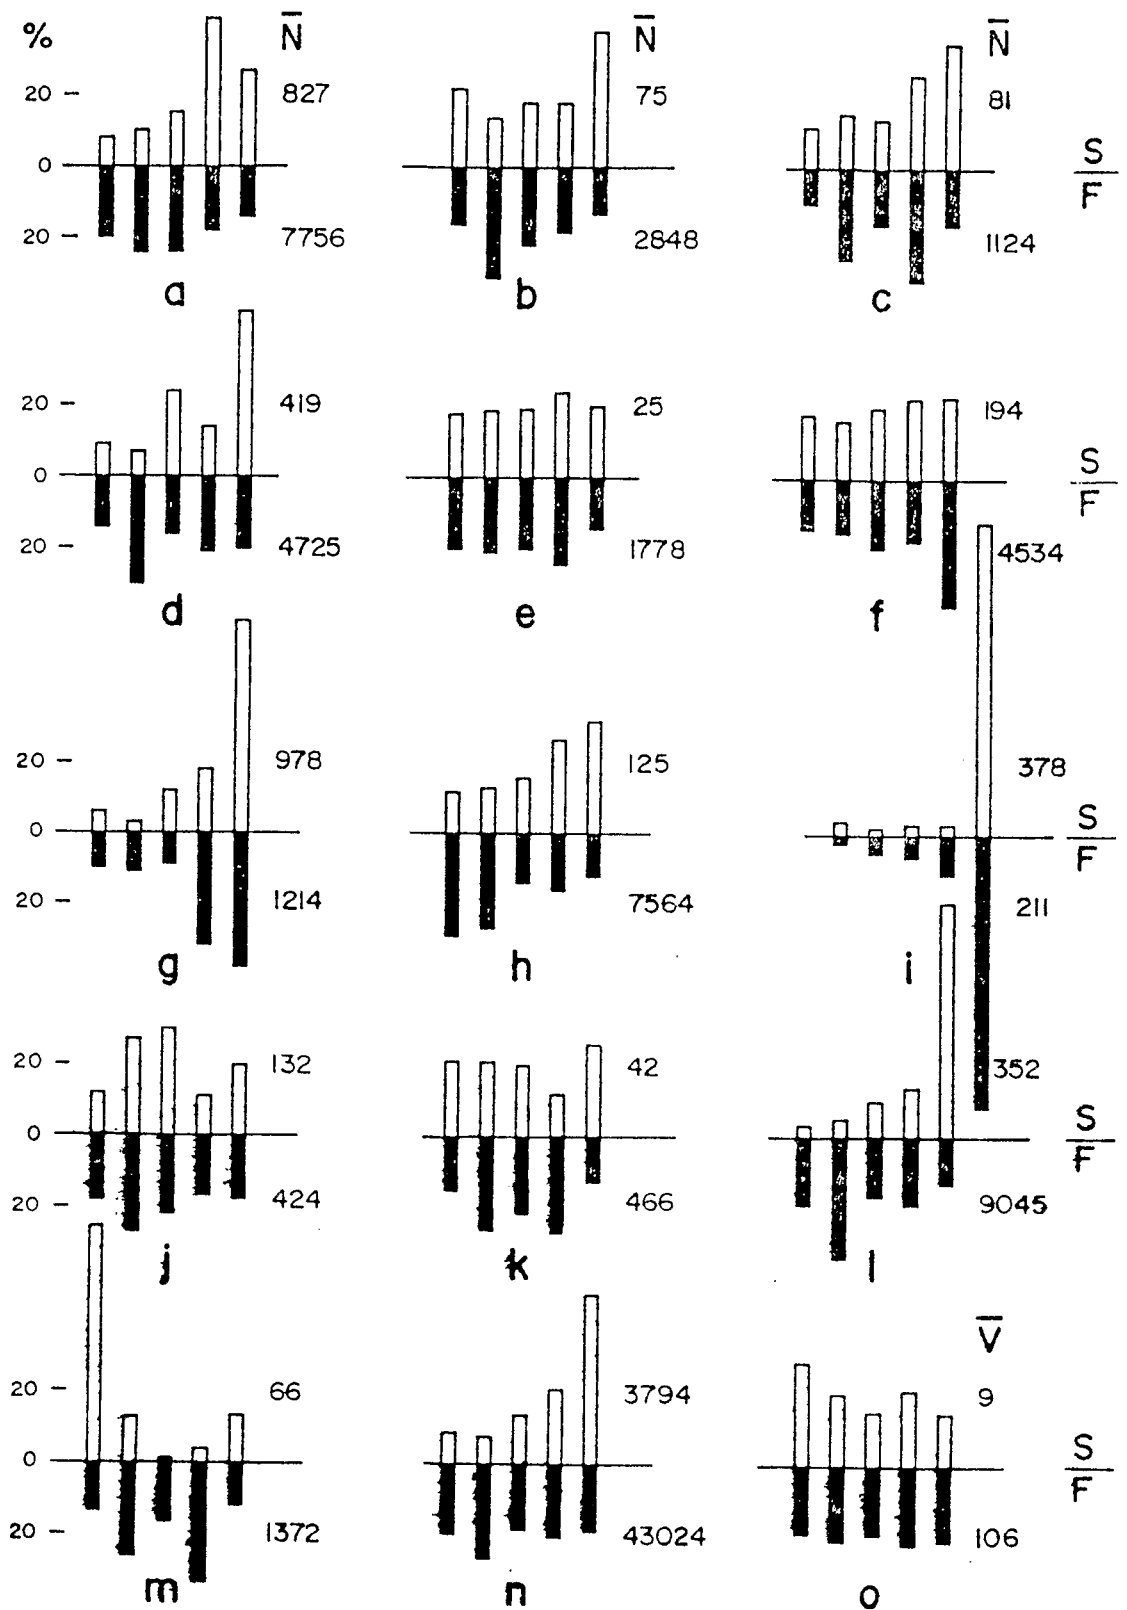 % N̅ N̅ N̅
20 827 75 81
0 S
F
20 7756 2848 1124
a b c
20 419 25 194
0 S
F
20 4725 1778 4534
d e f
20 978 125 378
0 S
F
20 1214 7564 211
g h i
20 132 42 352
0 S
F
20 424 466 9045
j k l
V̅
20 66 3794 9
0 S
F
20 1372 43024 106
m n o